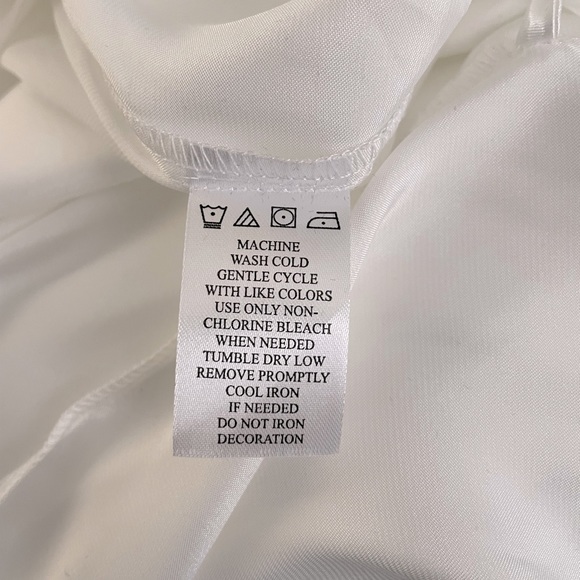 MACHINE
WASH COLD
GENTLE CYCLE
WITH LIKE COLORS
USE ONLY NON-
CHLORINE BLEACH
WHEN NEEDED
TUMBLE DRY LOW
REMOVE PROMPTLY
COOL IRON
IF NEEDED
DO NOT IRON
DECORATION